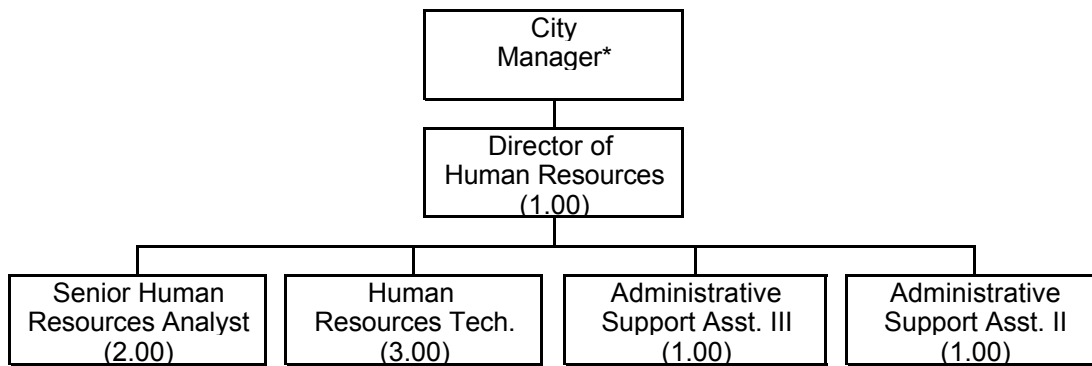 City
Manager*
Director of
Human Resources
(1.00)
Senior Human
Resources Analyst
(2.00)
Human
Resources Tech.
(3.00)
Administrative
Support Asst. III
(1.00)
Administrative
Support Asst. II
(1.00)